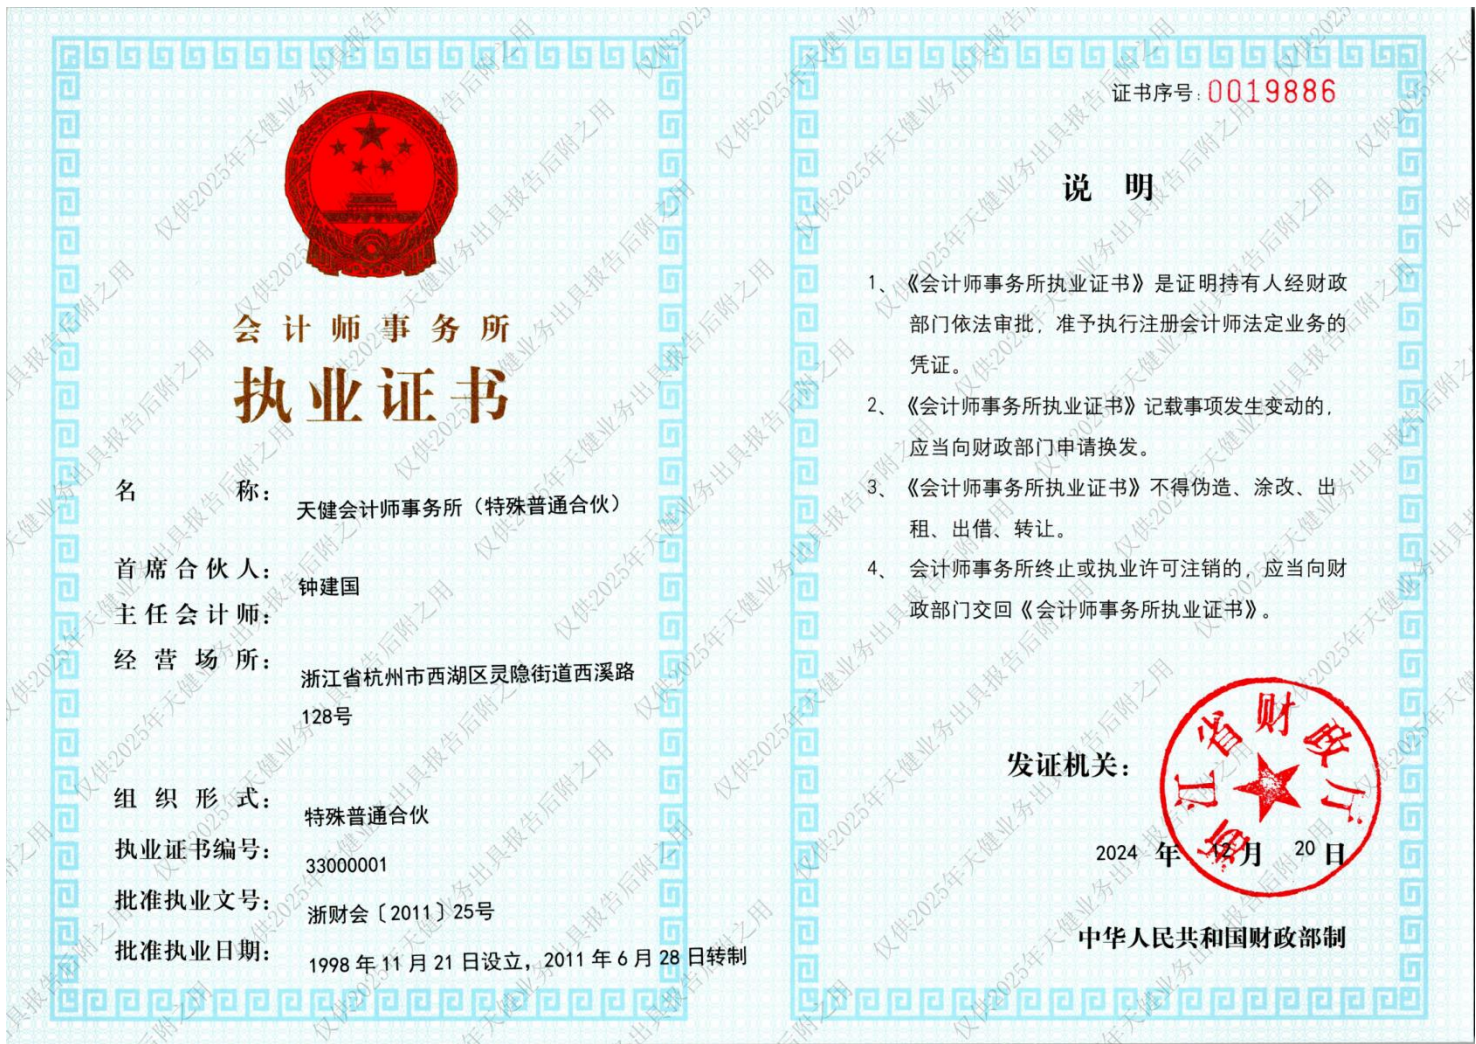 会计师事务所
执业证书
名 称：
天健会计师事务所（特殊普通合伙）
首席合伙人：
钟建国
主任会计师：
经营场所：
浙江省杭州市西湖区灵隐街道西溪路
128号
组织形式：
特殊普通合伙
执业证书编号：
33000001
批准执业文号：
浙财会〔2011〕25号
批准执业日期：
1998年11月21日设立，2011年6月28日转制
证书序号：0019886
说 明
1、《会计师事务所执业证书》是证明持有人经财政
部门依法审批，准予执行注册会计师法定业务的
凭证。
2、《会计师事务所执业证书》记载事项发生变动的，
应当向财政部门申请换发。
3、《会计师事务所执业证书》不得伪造、涂改、出
租、出借、转让。
4、会计师事务所终止或执业许可注销的，应当向财
政部门交回《会计师事务所执业证书》。
发证机关：
浙江省财政厅
2024年12月20日
中华人民共和国财政部制
仅供2025年天健业务出具报告后附之用